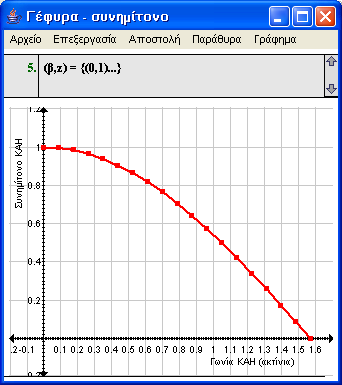 Γέφυρα - συνημίτονο
Αρχείο Επεξεργασία Αποστολή Παράθυρα Γράφημα
5. (β,z) = {(0,1)...}
1.2
Συνημίτονο ΚΑΗ
1
0.8
0.6
0.4
0.2
.2-0.1 0.1 0.2 0.3 0.4 0.5 0.6 0.7 0.8 0.9 1 1.1 1.2 1.3 1.4 1.5 1.6
Γωνία ΚΑΗ (ακτίνια)